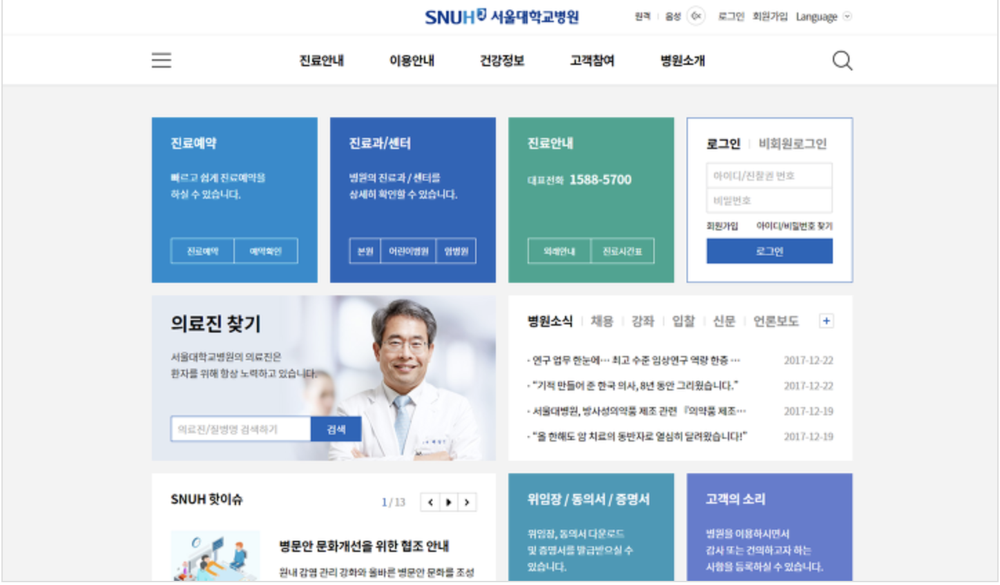 SNUH 서울대학교병원
원격 음성 로그인 회원가입 Language
진료안내 이용안내 건강정보 고객참여 병원소개
진료예약
빠르고 쉽게 진료예약을
하실 수 있습니다.
진료예약 예약확인
진료과/센터
병원의 진료과 / 센터를
상세히 확인할 수 있습니다.
본원 어린이병원 암병원
진료안내
대표전화 1588-5700
외래안내 진료시간표
로그인 비회원로그인
아이디/진찰권 번호
비밀번호
회원가입 아이디/비밀번호 찾기
로그인
의료진 찾기
서울대학교병원의 의료진은
환자를 위해 항상 노력하고 있습니다.
의료진/질병명 검색하기 검색
병원소식 채용 강좌 입찰 신문 언론보도 +
· 연구 업무 한눈에… 최고 수준 임상연구 역량 한층 … 2017-12-22
· “기적 만들어 준 한국 의사, 8년 동안 그리웠습니다.” 2017-12-22
· 서울대병원, 방사성의약품 제조 관련 『의약품 제조… 2017-12-19
· “올 한해도 암 치료의 동반자로 열심히 달려왔습니다!” 2017-12-19
SNUH 핫이슈 1 / 13
병문안 문화개선을 위한 협조 안내
원내 감염 관리 강화와 올바른 병문안 문화를 조성
위임장 / 동의서 / 증명서
위임장, 동의서 다운로드
및 증명서를 발급받으실 수
있습니다.
고객의 소리
병원을 이용하시면서
감사 또는 건의하고자 하는
사항을 등록하실 수 있습니다.